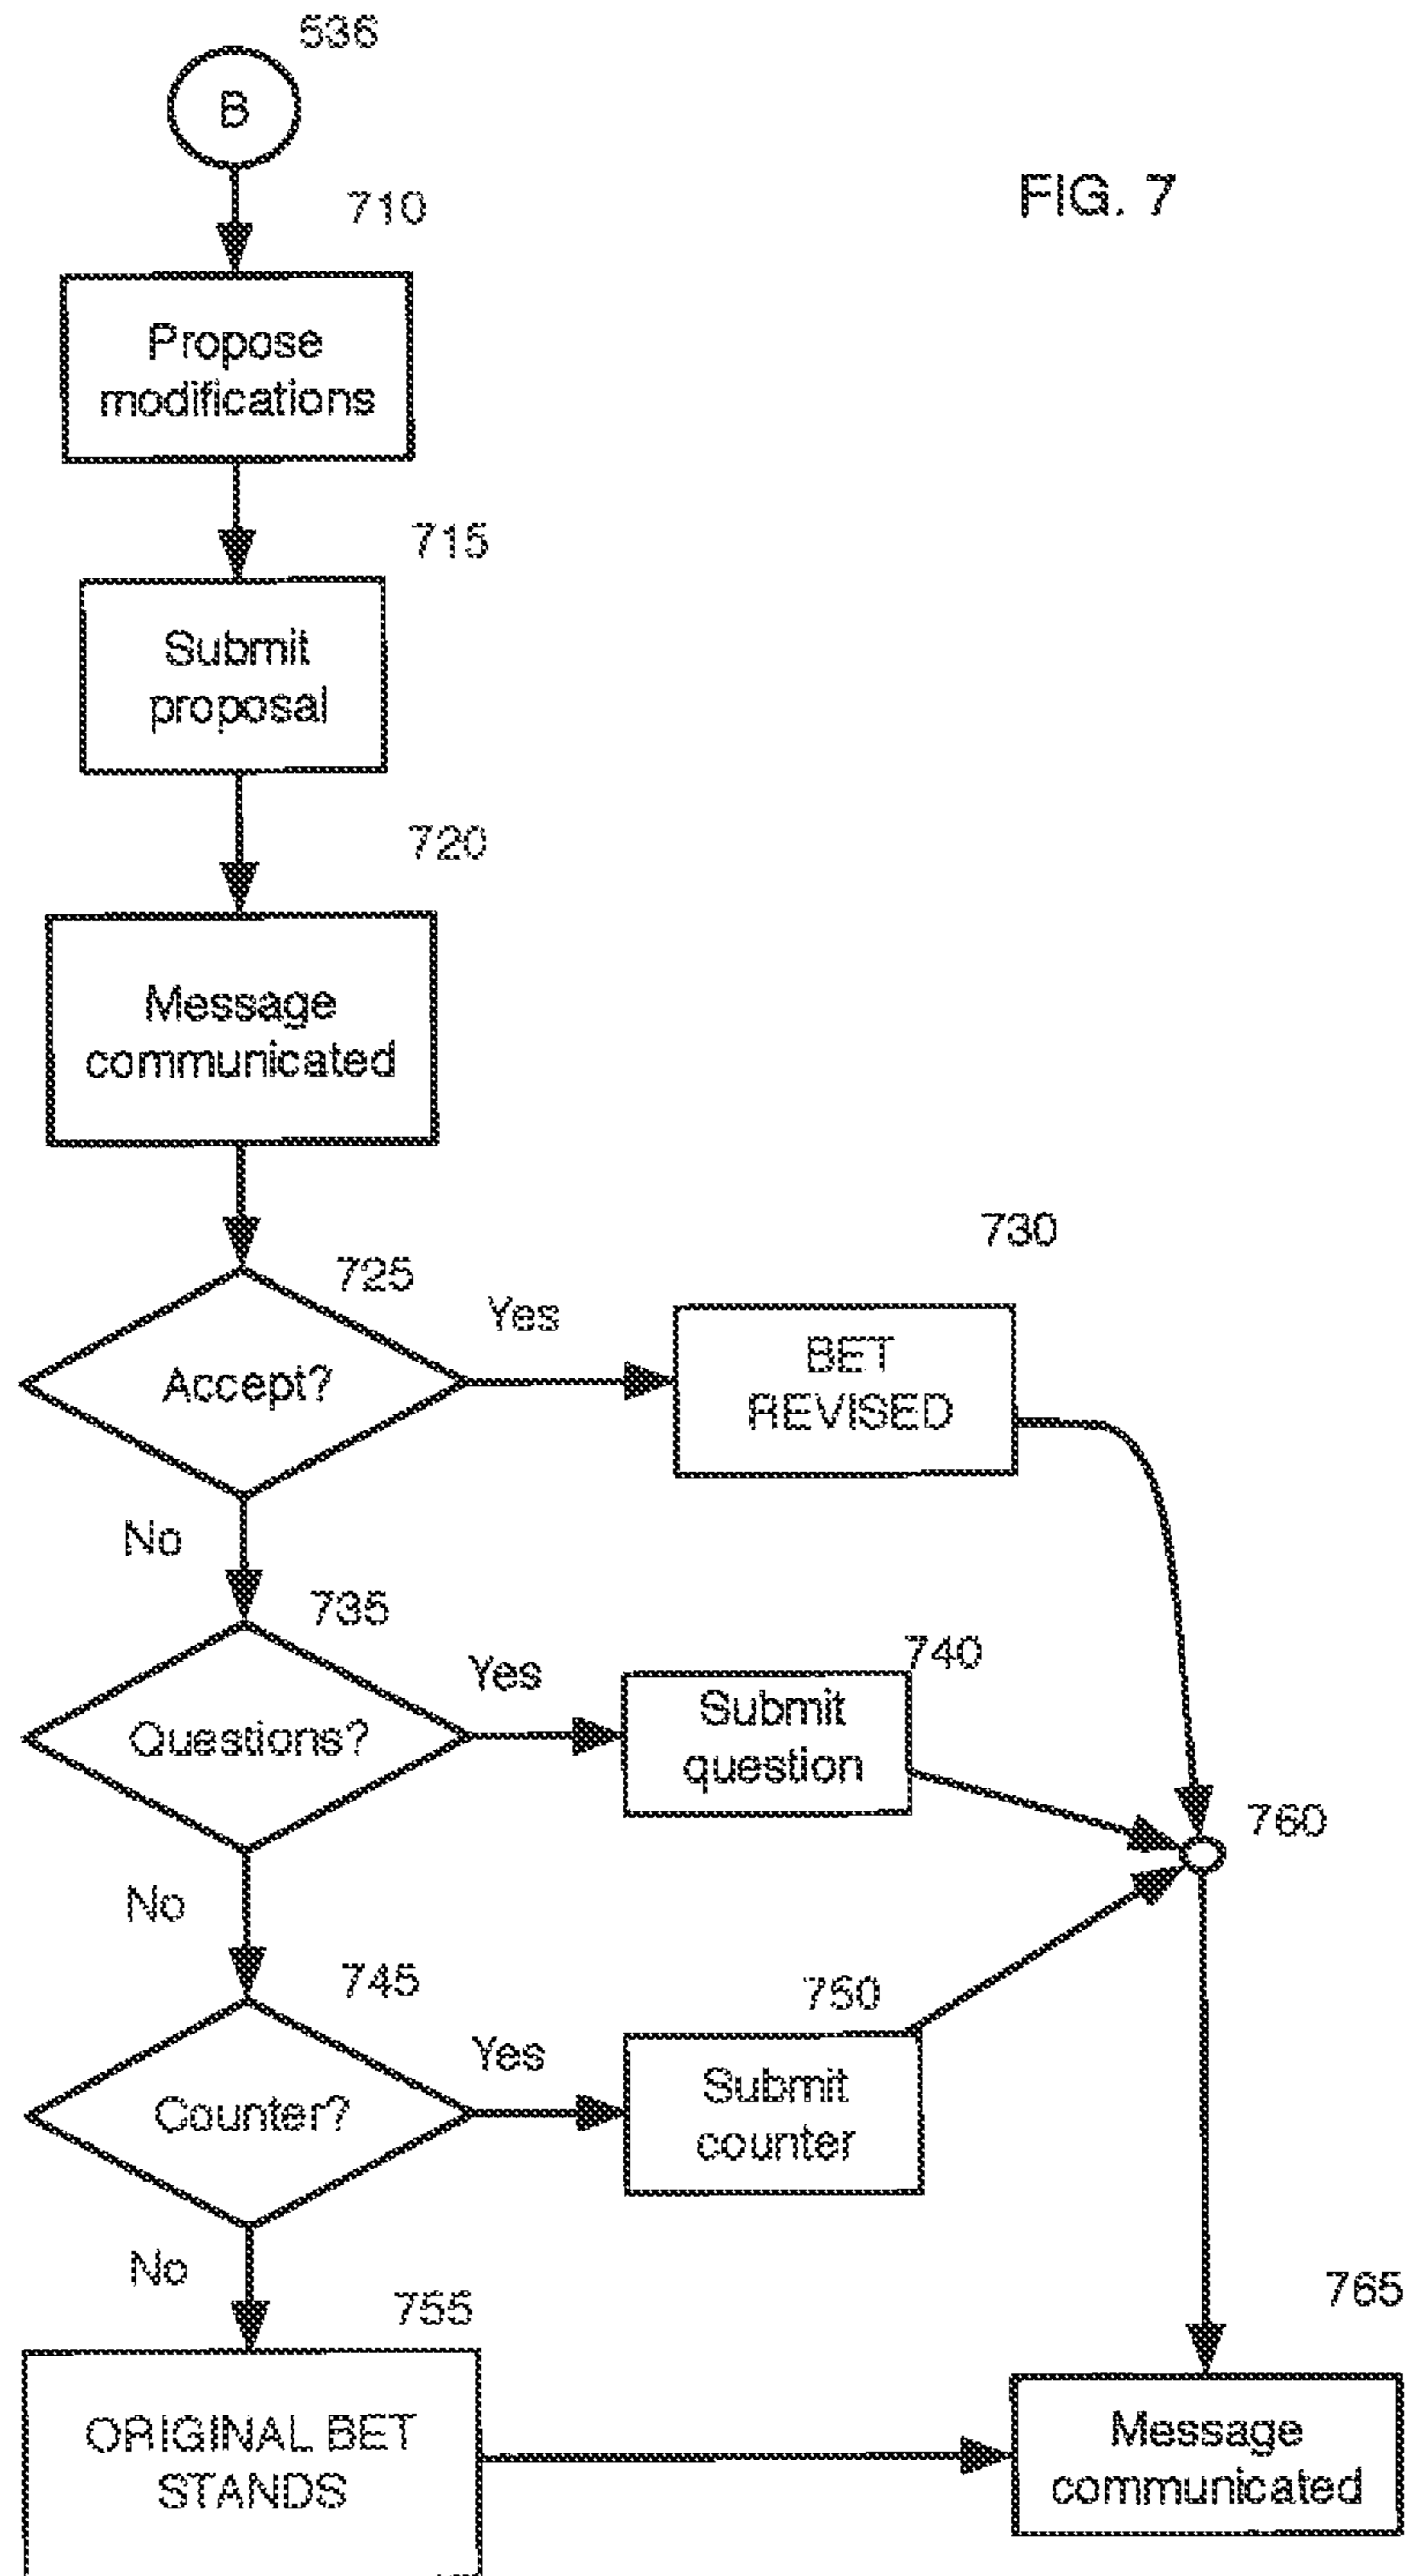 536
B
FIG. 7
710
Propose
modifications
715
Submit
proposal
720
Message
communicated
725
Accept?
Yes
730
BET
REVISED
No
735
Questions?
Yes
740
Submit
question
760
No
745
Counter?
Yes
750
Submit
counter
No
755
ORIGINAL BET
STANDS
765
Message
communicated